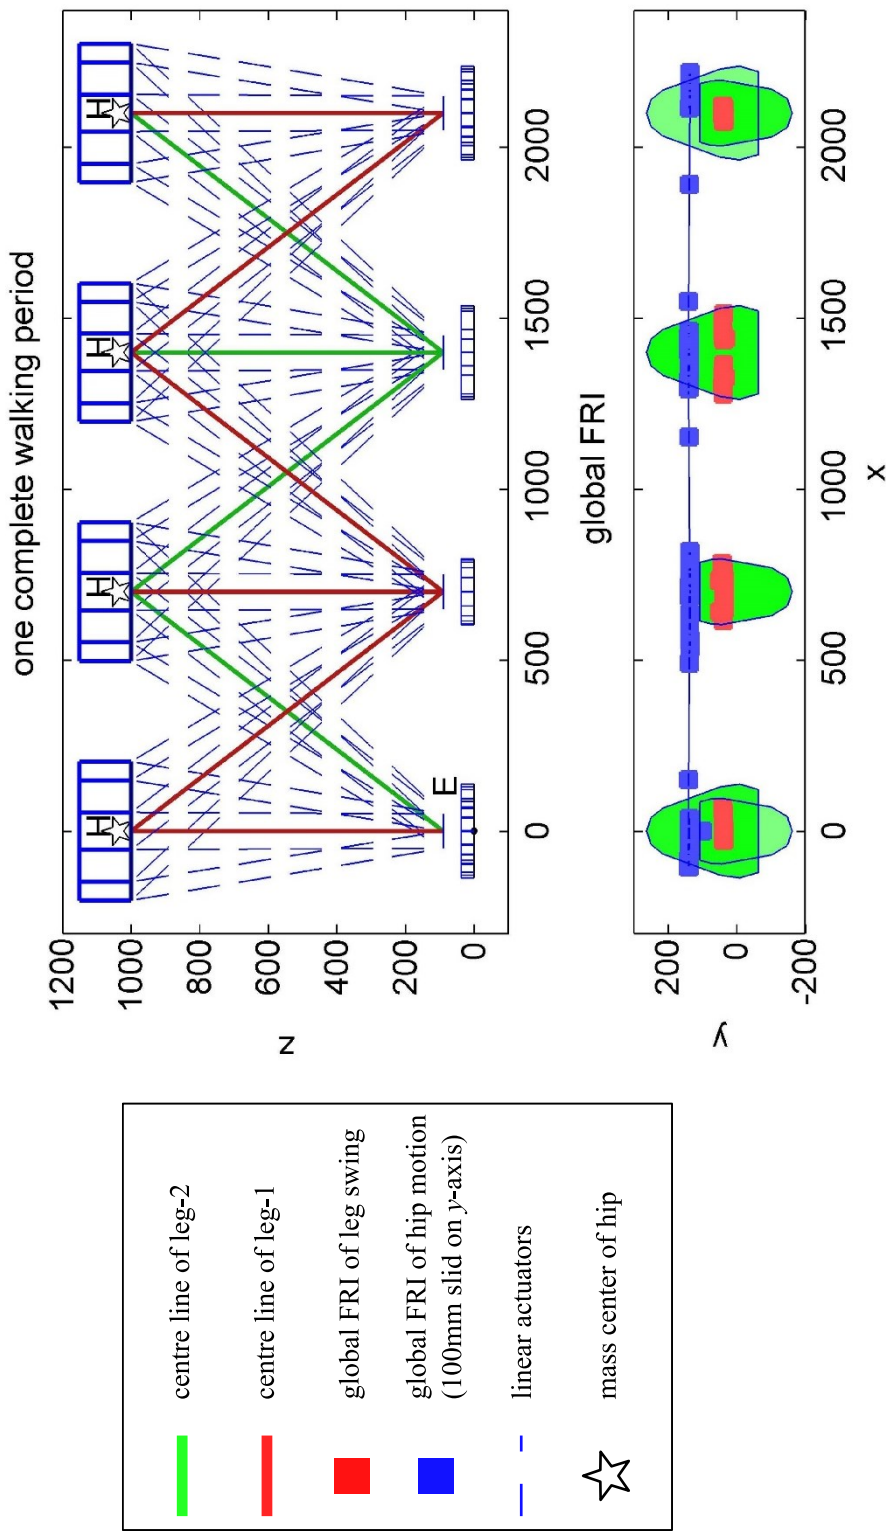 one complete walking period
1200
1000
800
600
400
200
0
z
H
H
H
H
E
0
500
1000
1500
2000
global FRI
200
0
-200
y
0
500
1000
1500
2000
x
centre line of leg-2
centre line of leg-1
global FRI of leg swing
global FRI of hip motion
(100mm slid on y-axis)
linear actuators
mass center of hip